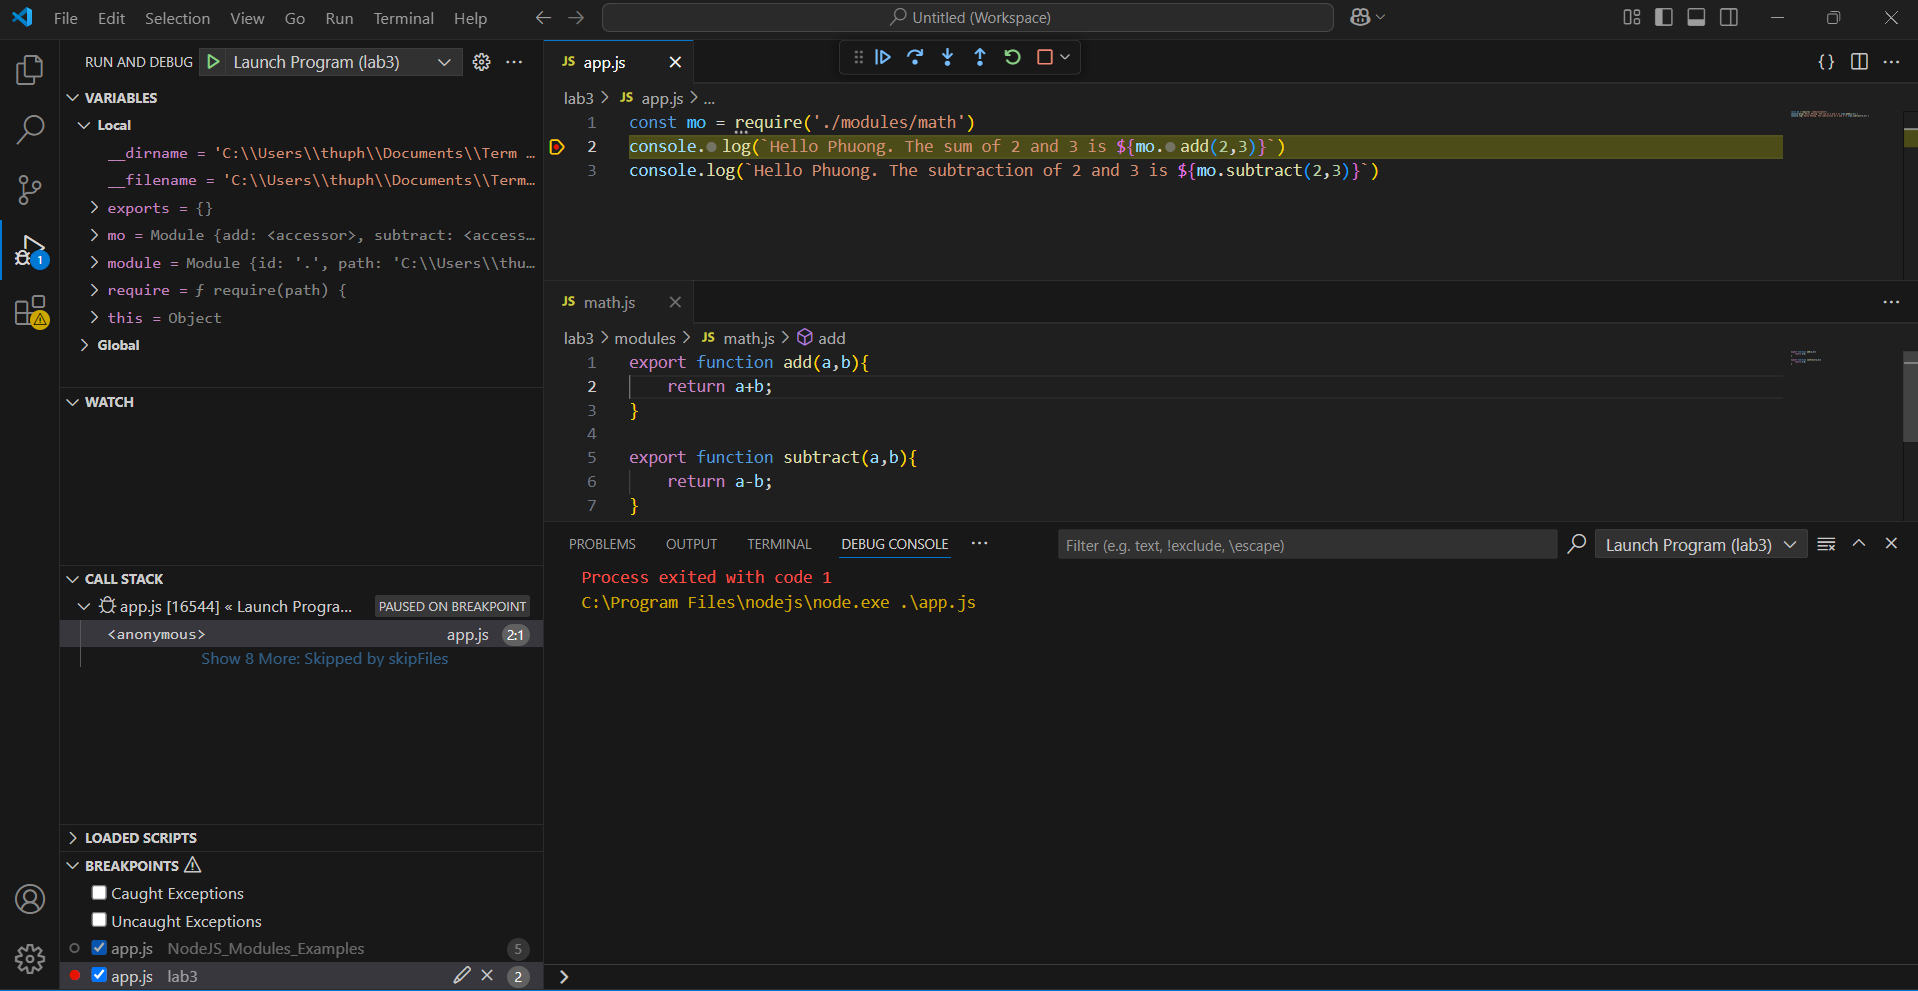 File Edit Selection View Go Run Terminal Help
Untitled (Workspace)
RUN AND DEBUG Launch Program (lab3)
VARIABLES
Local
__dirname = 'C:\\Users\\thuph\\Documents\\Term …
__filename = 'C:\\Users\\thuph\\Documents\\Term…
exports = {}
mo = Module {add: <accessor>, subtract: <access…
module = Module {id: '.', path: 'C:\\Users\\thu…
require = ƒ require(path) {
this = Object
Global
WATCH
CALL STACK
app.js [16544] « Launch Progra... PAUSED ON BREAKPOINT
<anonymous> app.js 2:1
Show 8 More: Skipped by skipFiles
LOADED SCRIPTS
BREAKPOINTS
Caught Exceptions
Uncaught Exceptions
app.js NodeJS_Modules_Examples 5
app.js lab3 2
1
JS app.js
lab3 > JS app.js > ...
1 const mo = require('./modules/math')
2 console.log(`Hello Phuong. The sum of 2 and 3 is ${mo.add(2,3)}`)
3 console.log(`Hello Phuong. The subtraction of 2 and 3 is ${mo.subtract(2,3)}`)
JS math.js
lab3 > modules > JS math.js > add
1 export function add(a,b){
2 return a+b;
3 }
4
5 export function subtract(a,b){
6 return a-b;
7 }
PROBLEMS OUTPUT TERMINAL DEBUG CONSOLE ··· Filter (e.g. text, !exclude, \escape) Launch Program (lab3)
Process exited with code 1
C:\Program Files\nodejs\node.exe .\app.js